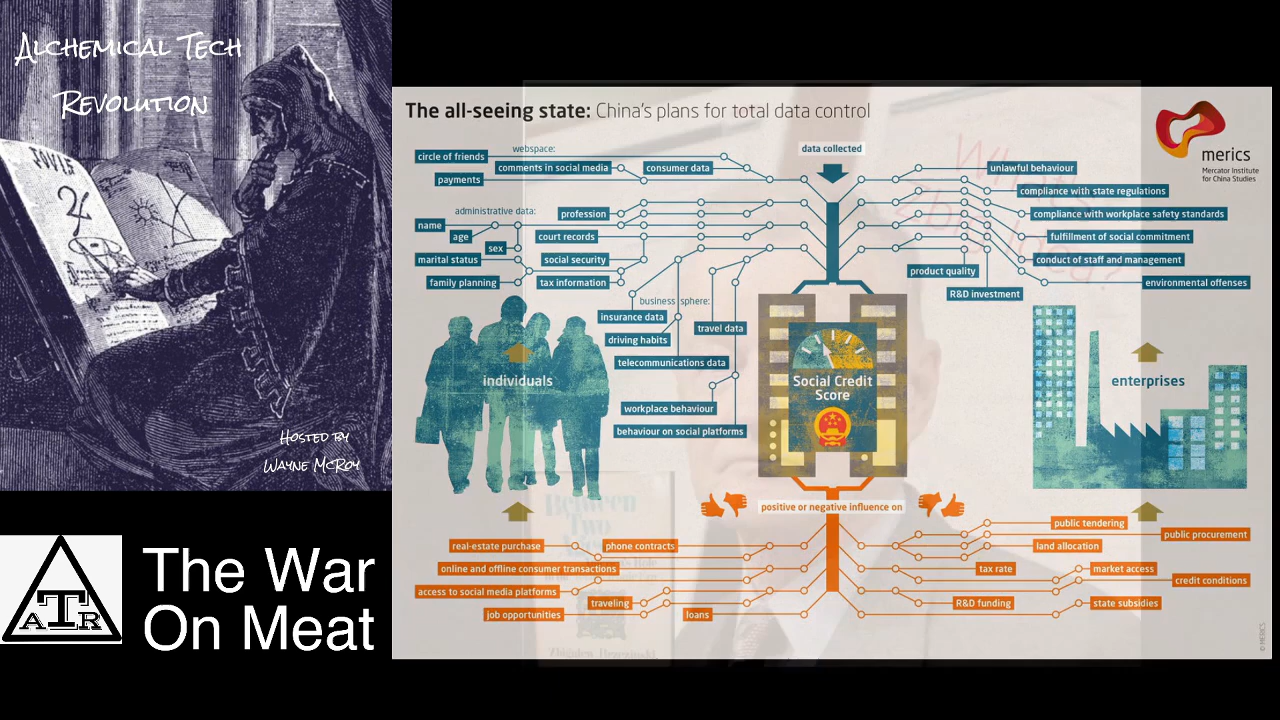 Alchemical Tech
Revolution
Hosted by
Wayne McRoy
ATR
The War
On Meat
The all-seeing state: China's plans for total data control
merics
Mercator Institute
for China Studies
webspace:
circle of friends
comments in social media
consumer data
payments
data collected
unlawful behaviour
compliance with state regulations
administrative data:
name
profession
age
court records
sex
marital status
social security
family planning
tax information
compliance with workplace safety standards
fulfillment of social commitment
conduct of staff and management
product quality
environmental offenses
R&D investment
business sphere:
insurance data
travel data
driving habits
telecommunications data
workplace behaviour
behaviour on social platforms
individuals
Social Credit
Score
enterprises
positive or negative influence on
real-estate purchase
phone contracts
online and offline consumer transactions
access to social media platforms
traveling
job opportunities
loans
public tendering
public procurement
land allocation
tax rate
market access
credit conditions
R&D funding
state subsidies
© MERICS
Between
Two